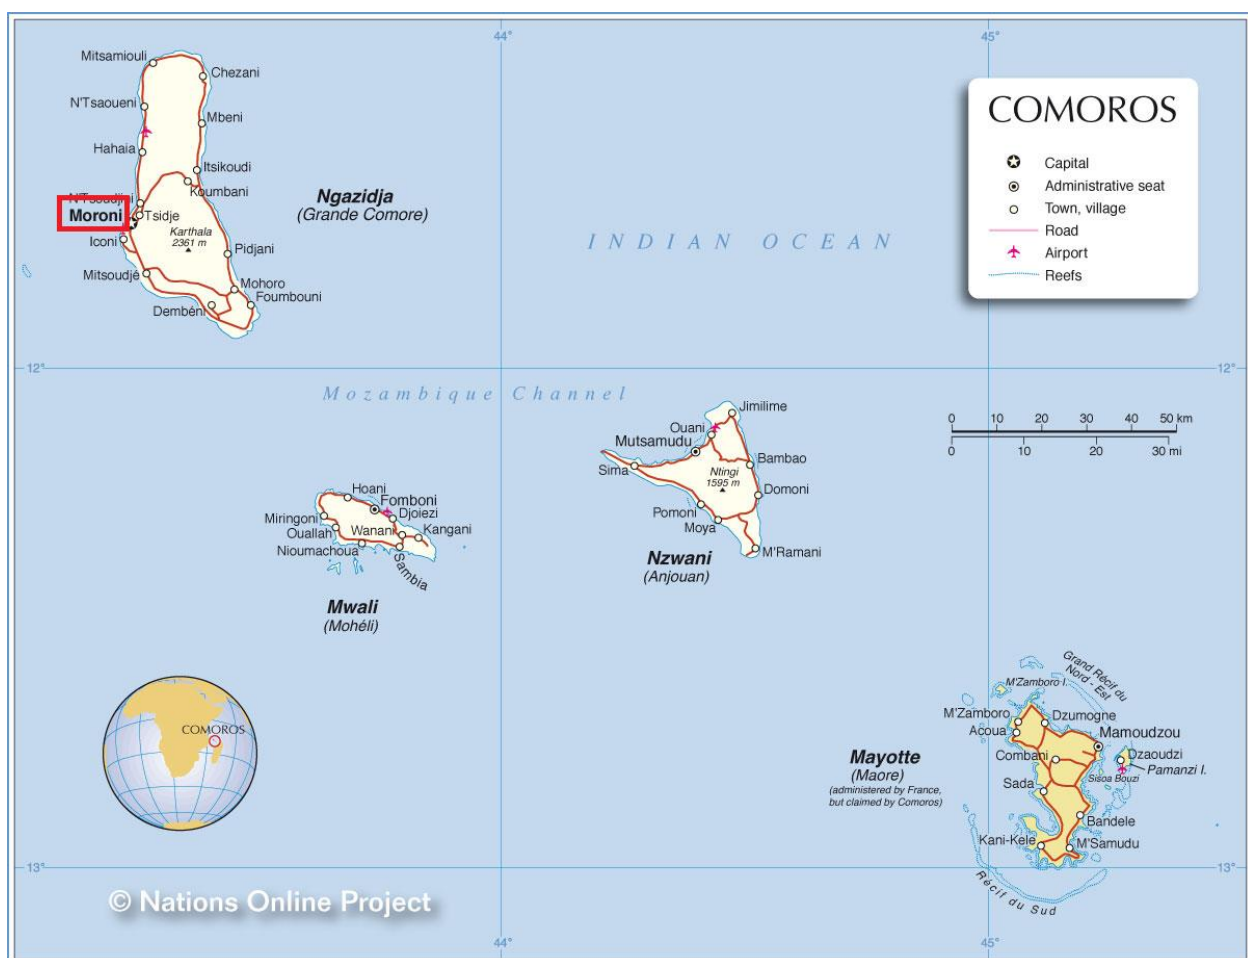 44°
45°
COMOROS
Capital
Administrative seat
Town, village
Road
Airport
Reefs
Mitsamiouli
Chezani
N'Tsaoueni
Mbeni
Hahaia
Itsikoudi
Koumbani
N'Tsoudjini
Moroni
Tsidje
Iconi
Karthala
2361 m
Pidjani
Mitsoudjé
Mohoro
Foumbouni
Dembéni
Ngazidja
(Grande Comore)
INDIAN OCEAN
12°
12°
Mozambique Channel
0 10 20 30 40 50 km
0 10 20 30 mi
Jimilime
Ouani
Mutsamudu
Sima
Bambao
Ntingi
1595 m
Domoni
Pomoni
Moya
M'Ramani
Nzwani
(Anjouan)
Hoani
Fomboni
Djoiezi
Miringoni
Ouallah
Wanani
Kangani
Nioumachoua
Sambia
Mwali
(Mohéli)
COMOROS
Grand Récif du
Nord - Est
M'Zamboro I.
M'Zamboro
Dzumogne
Acoua
Mamoudzou
Combani
Dzaoudzi
Pamanzi I.
Sisoa Bouzi
Sada
Bandele
Kani-Kele
M'Samudu
Récif du Sud
Mayotte
(Maore)
(administered by France,
but claimed by Comoros)
13°
13°
© Nations Online Project
44°
45°